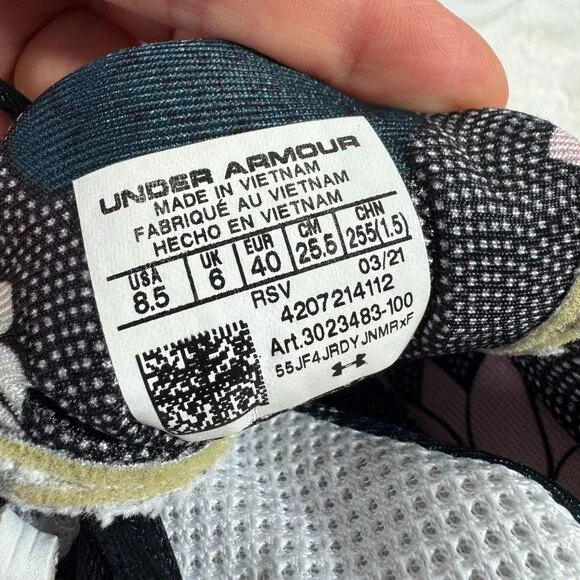 UNDER ARMOUR
MADE IN VIETNAM
FABRIQUÉ AU VIETNAM
HECHO EN VIETNAM
USA UK EUR CM CHN
8.5 6 40 25.5 255(1.5)
RSV 03/21
4207214112
Art.3023483-100
55JF4JRDYJNMRxF